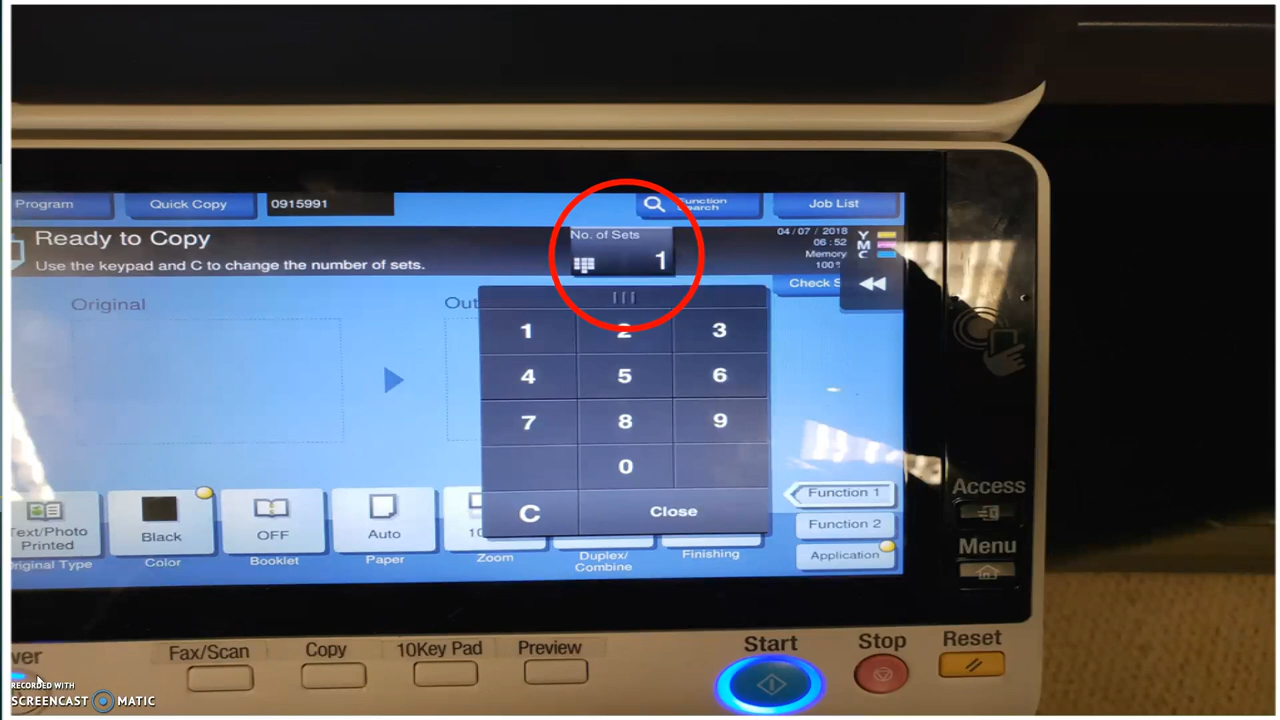 Program
Quick Copy
0915991
Function
Search
Job List
Ready to Copy
Use the keypad and C to change the number of sets.
No. of Sets
1
04/07/2018
06:52
Memory
100%
Y
M
C
Check
Original
1 2 3
4 5 6
7 8 9
0
C Close
Text/Photo
Printed
Original Type
Black
Color
OFF
Booklet
Auto
Paper
Zoom
Duplex/
Combine
Finishing
Function 1
Function 2
Application
Access
Menu
Fax/Scan
Copy
10Key Pad
Preview
Start
Stop
Reset
RECORDED WITH
SCREENCAST MATIC